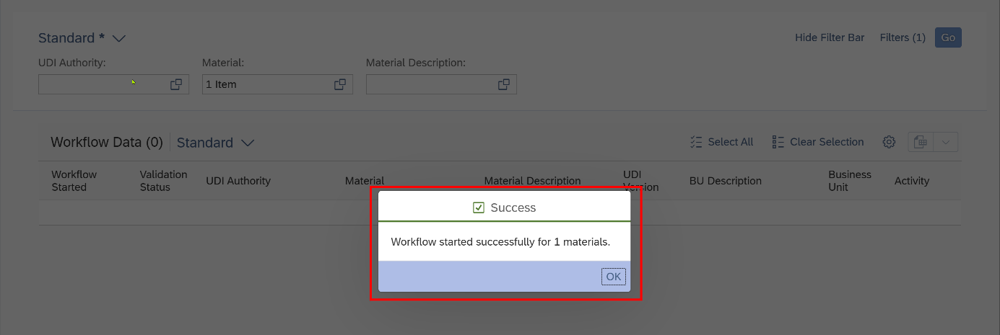 Standard *
Hide Filter Bar
Filters (1)
Go
UDI Authority:
Material:
Material Description:
1 Item
Workflow Data (0)
Standard
Select All
Clear Selection
Workflow
Started
Validation
Status
UDI Authority
Material
Material Description
UDI
Version
BU Description
Business
Unit
Activity
Success
Workflow started successfully for 1 materials.
OK